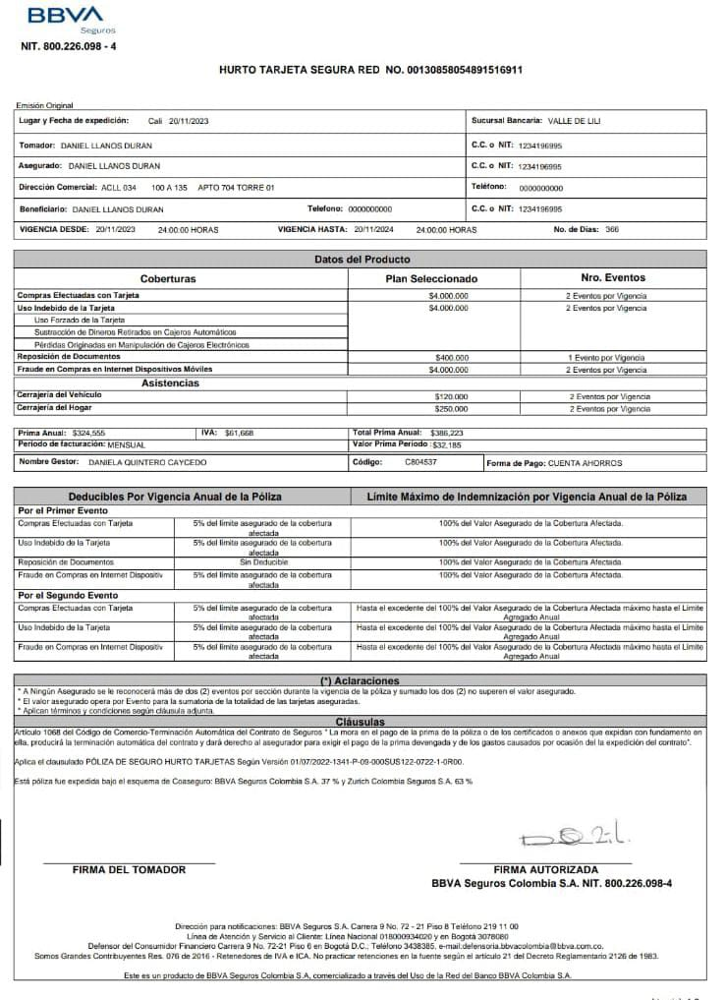 BBVA
Seguros
NIT. 800.226.098 - 4
HURTO TARJETA SEGURA RED NO. 00130858054891516911
Emisión Original
Lugar y Fecha de expedición: Cali 20/11/2023 Sucursal Bancaria: VALLE DE LILI
Tomador: DANIEL LLANOS DURAN C.C. o NIT: 1234196995
Asegurado: DANIEL LLANOS DURAN C.C. o NIT: 1234196995
Dirección Comercial: ACLL 034 100 A 135 APTO 704 TORRE 01 Teléfono: 0000000000
Beneficiario: DANIEL LLANOS DURAN Telefono: 0000000000 C.C. o NIT: 1234196995
VIGENCIA DESDE: 20/11/2023 24:00:00 HORAS VIGENCIA HASTA: 20/11/2024 24:00:00 HORAS No. de Días: 366
Datos del Producto
Coberturas Plan Seleccionado Nro. Eventos
Compras Efectuadas con Tarjeta $4.000.000 2 Eventos por Vigencia
Uso Indebido de la Tarjeta $4.000.000 2 Eventos por Vigencia
Uso Forzado de la Tarjeta
Sustracción de Dineros Retirados en Cajeros Automáticos
Pérdidas Originadas en Manipulación de Cajeros Electrónicos
Reposición de Documentos $400.000 1 Evento por Vigencia
Fraude en Compras en Internet Dispositivos Móviles $4.000.000 2 Eventos por Vigencia
Asistencias
Cerrajería del Vehículo $120.000 2 Eventos por Vigencia
Cerrajería del Hogar $250.000 2 Eventos por Vigencia
Prima Anual: $324,555 IVA: $61,668 Total Prima Anual: $386,223
Período de facturación: MENSUAL Valor Prima Período : $32,185
Nombre Gestor: DANIELA QUINTERO CAYCEDO Código: C804537 Forma de Pago: CUENTA AHORROS
Deducibles Por Vigencia Anual de la Póliza Límite Máximo de Indemnización por Vigencia Anual de la Póliza
Por el Primer Evento
Compras Efectuadas con Tarjeta 5% del límite asegurado de la cobertura 100% del Valor Asegurado de la Cobertura Afectada.
afectada
Uso Indebido de la Tarjeta 5% del límite asegurado de la cobertura 100% del Valor Asegurado de la Cobertura Afectada.
afectada
Reposición de Documentos Sin Deducible 100% del Valor Asegurado de la Cobertura Afectada.
Fraude en Compras en Internet Dispositiv 5% del límite asegurado de la cobertura 100% del Valor Asegurado de la Cobertura Afectada.
afectada
Por el Segundo Evento
Compras Efectuadas con Tarjeta 5% del límite asegurado de la cobertura Hasta el excedente del 100% del Valor Asegurado de la Cobertura Afectada máximo hasta el Límite
afectada Agregado Anual
Uso Indebido de la Tarjeta 5% del límite asegurado de la cobertura Hasta el excedente del 100% del Valor Asegurado de la Cobertura Afectada máximo hasta el Límite
afectada Agregado Anual
Fraude en Compras en Internet Dispositiv 5% del límite asegurado de la cobertura Hasta el excedente del 100% del Valor Asegurado de la Cobertura Afectada máximo hasta el Límite
afectada Agregado Anual
(*) Aclaraciones
* A Ningún Asegurado se le reconocerá más de dos (2) eventos por sección durante la vigencia de la póliza y sumado los dos (2) no superen el valor asegurado.
* El valor asegurado opera por Evento para la sumatoria de la totalidad de las tarjetas aseguradas.
* Aplican términos y condiciones según cláusula adjunta.
Cláusulas
Artículo 1068 del Código de Comercio-Terminación Automática del Contrato de Seguros " La mora en el pago de la prima de la póliza o de los certificados o anexos que expidan con fundamento en
ella, producirá la terminación automática del contrato y dará derecho al asegurador para exigir el pago de la prima devengada y de los gastos causados por ocasión del expedición del contrato".
Aplica el clausulado PÓLIZA DE SEGURO HURTO TARJETAS Según Versión 01/07/2022-1341-P-09-000SUS122-0722-1-0R00.
Está póliza fue expedida bajo el esquema de Coaseguro: BBVA Seguros Colombia S.A. 37 % y Zurich Colombia Seguros S.A. 63 %
FIRMA DEL TOMADOR FIRMA AUTORIZADA
BBVA Seguros Colombia S.A. NIT. 800.226.098-4
Dirección para notificaciones: BBVA Seguros S.A. Carrera 9 No. 72 - 21 Piso 8 Teléfono 219 11 00
Línea de Atención y Servicio al Cliente: Línea Nacional 018000934020 y en Bogotá 3078080
Defensor del Consumidor Financiero Carrera 9 No. 72-21 Piso 6 en Bogotá D.C.; Teléfono 3438385, e-mail:defensoria.bbvacolombia@bbva.com.co.
Somos Grandes Contribuyentes Res. 076 de 2016 - Retenedores de IVA e ICA. No practicar retenciones en la fuente según el artículo 21 del Decreto Reglamentario 2126 de 1983.
Este es un producto de BBVA Seguros Colombia S.A, comercializado a través del Uso de la Red del Banco BBVA Colombia S.A.